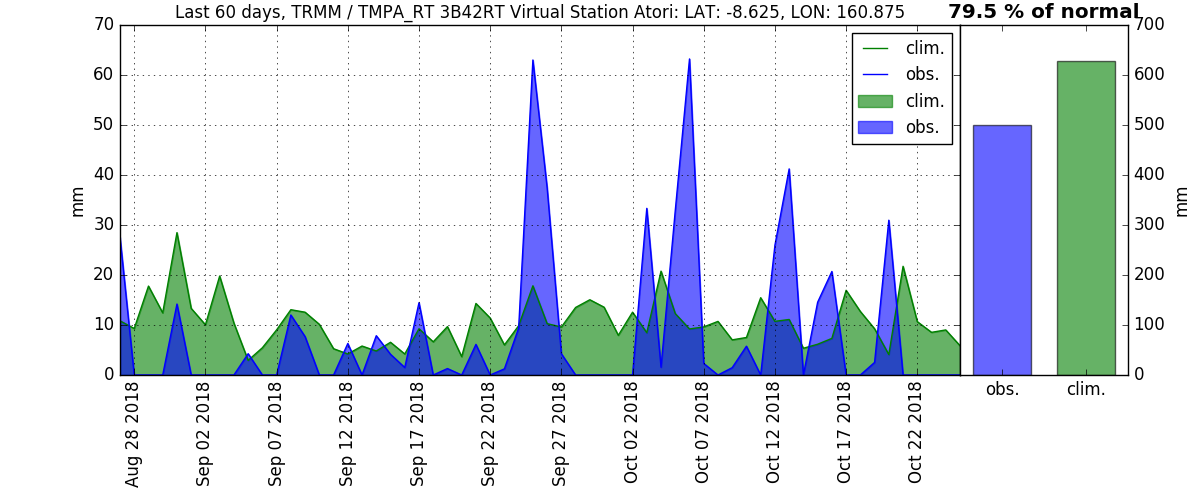 Last 60 days, TRMM / TMPA_RT 3B42RT Virtual Station Atori: LAT: -8.625, LON: 160.875
79.5 % of normal
70
60
50
40
30
20
10
0
mm
clim.
obs.
clim.
obs.
700
600
500
400
300
200
100
0
mm
obs.
clim.
Aug 28 2018
Sep 02 2018
Sep 07 2018
Sep 12 2018
Sep 17 2018
Sep 22 2018
Sep 27 2018
Oct 02 2018
Oct 07 2018
Oct 12 2018
Oct 17 2018
Oct 22 2018